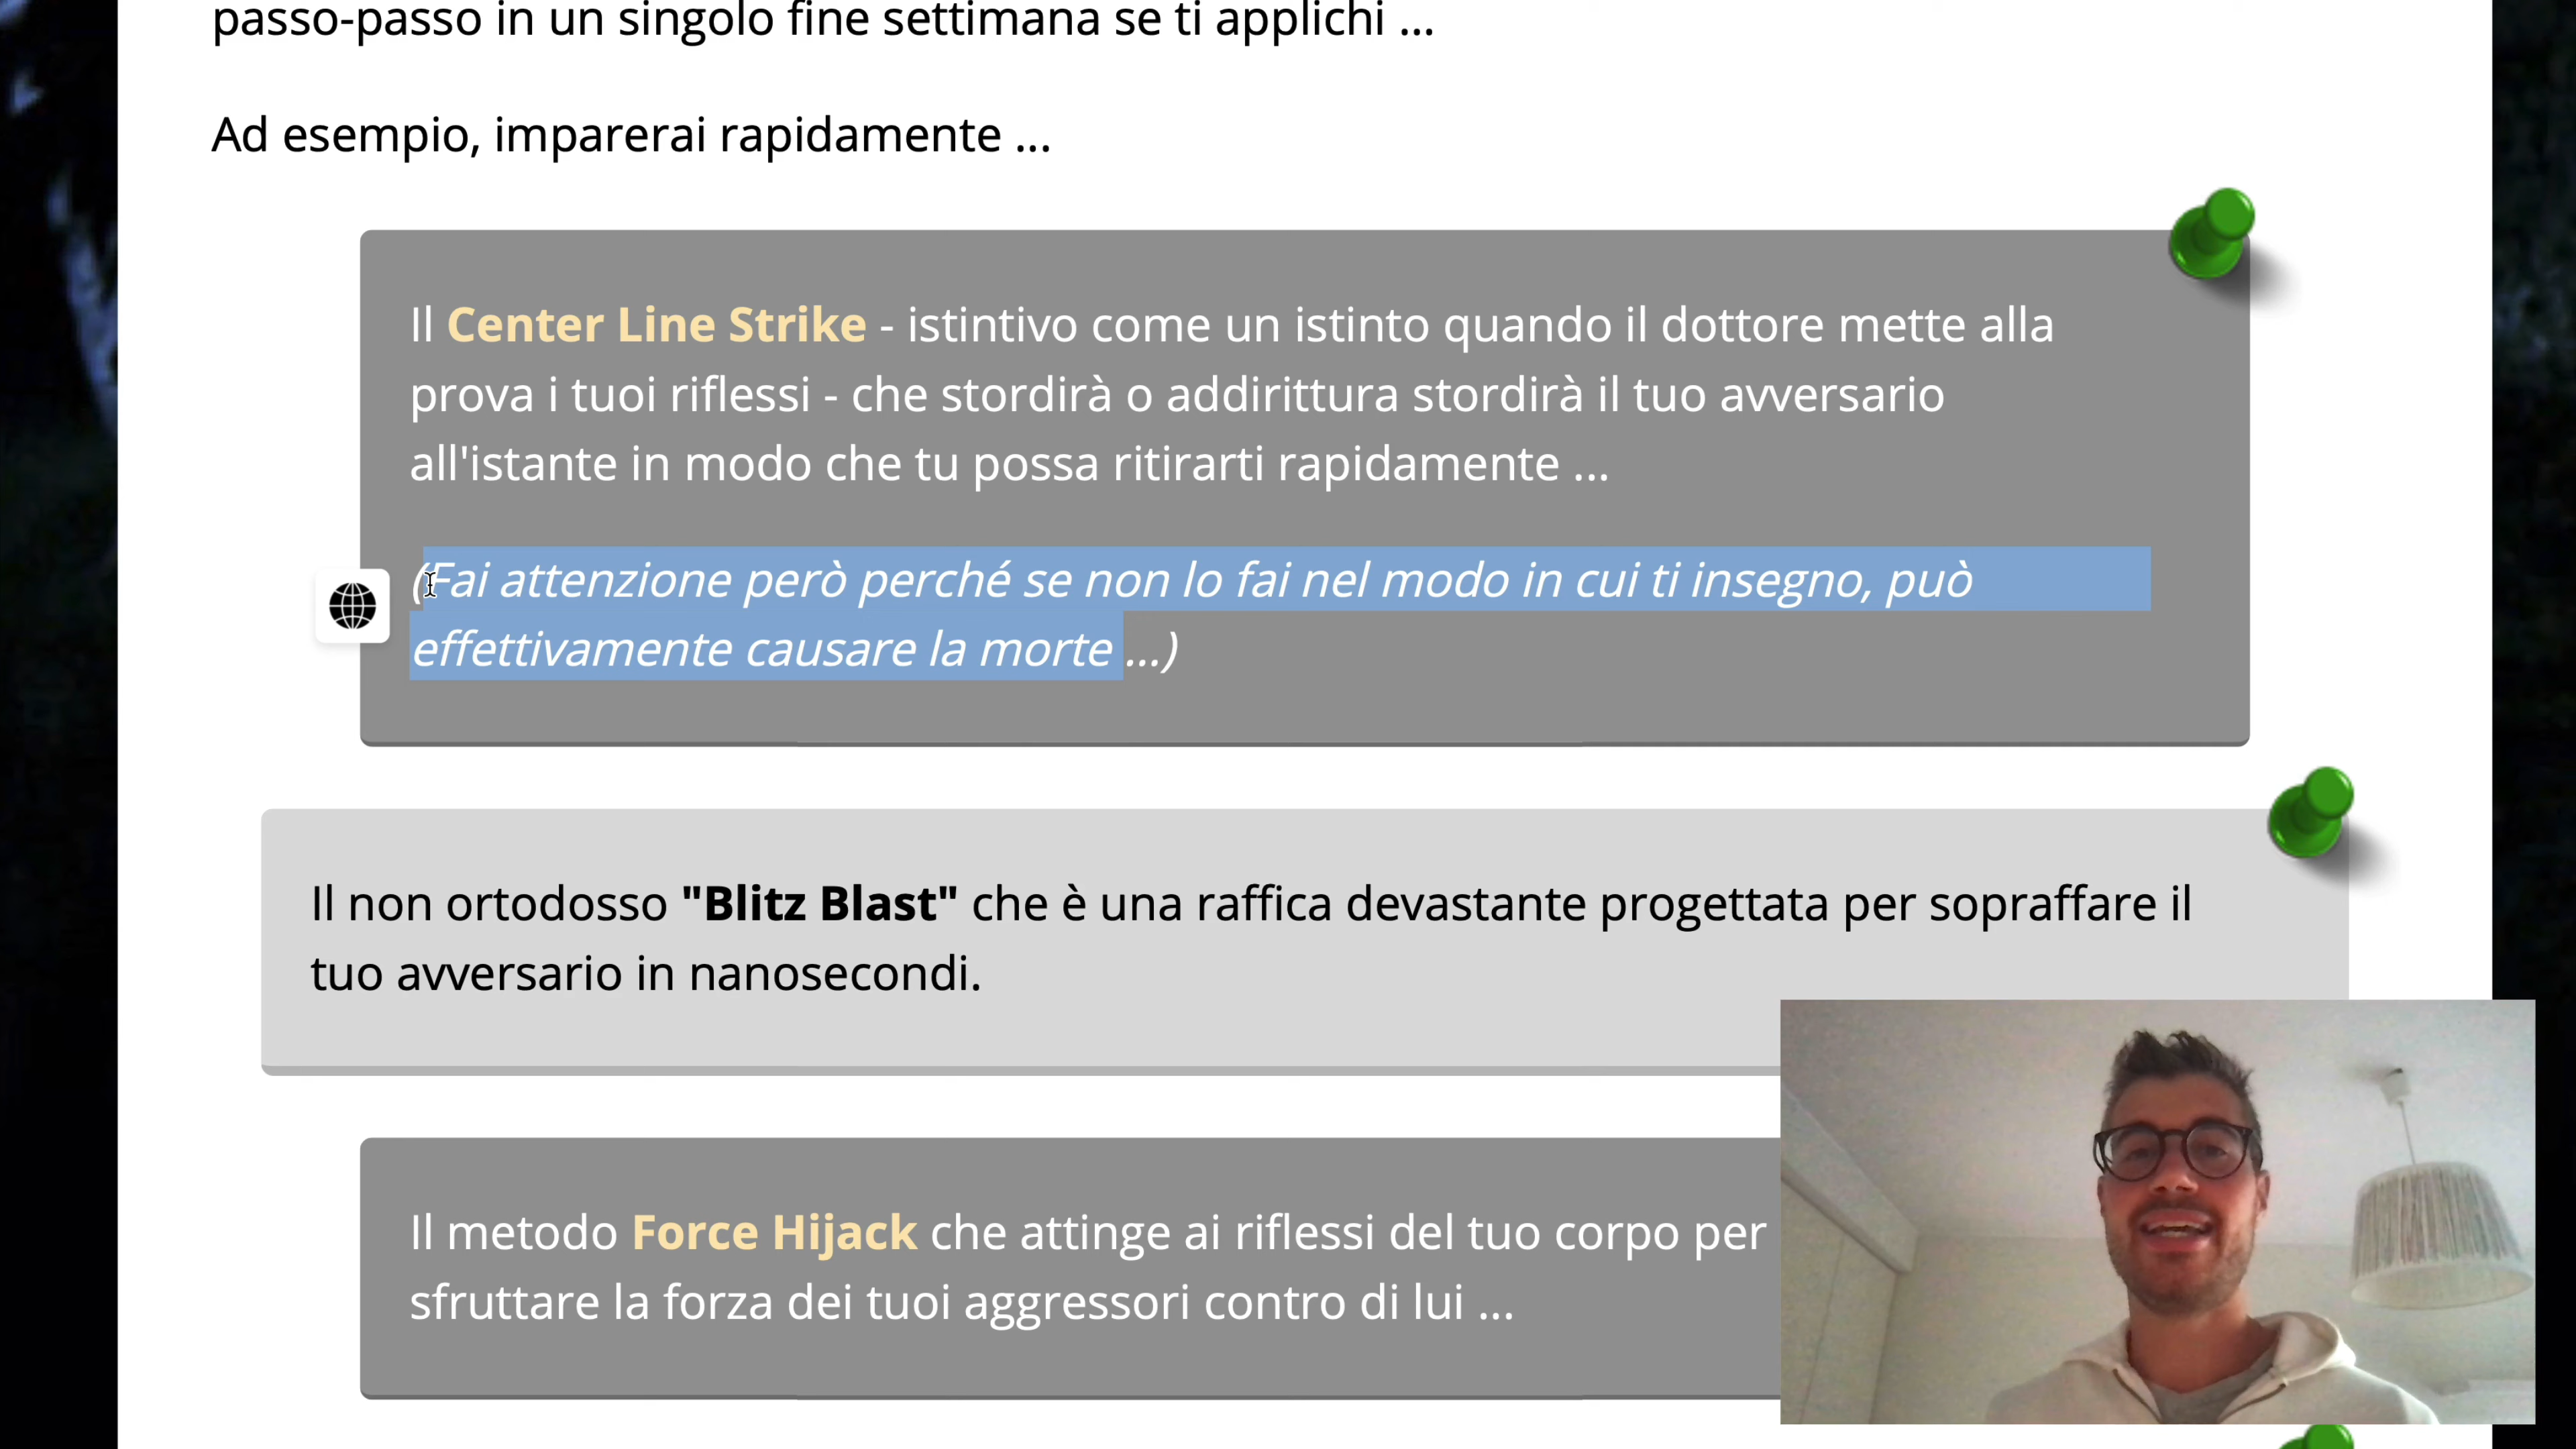 passo-passo in un singolo fine settimana se ti applichi ...
Ad esempio, imparerai rapidamente ...
Il Center Line Strike - istintivo come un istinto quando il dottore mette alla
prova i tuoi riflessi - che stordirà o addirittura stordirà il tuo avversario
all'istante in modo che tu possa ritirarti rapidamente ...
(Fai attenzione però perché se non lo fai nel modo in cui ti insegno, può
effettivamente causare la morte ...)
Il non ortodosso "Blitz Blast" che è una raffica devastante progettata per sopraffare il
tuo avversario in nanosecondi.
Il metodo Force Hijack che attinge ai riflessi del tuo corpo per
sfruttare la forza dei tuoi aggressori contro di lui ...